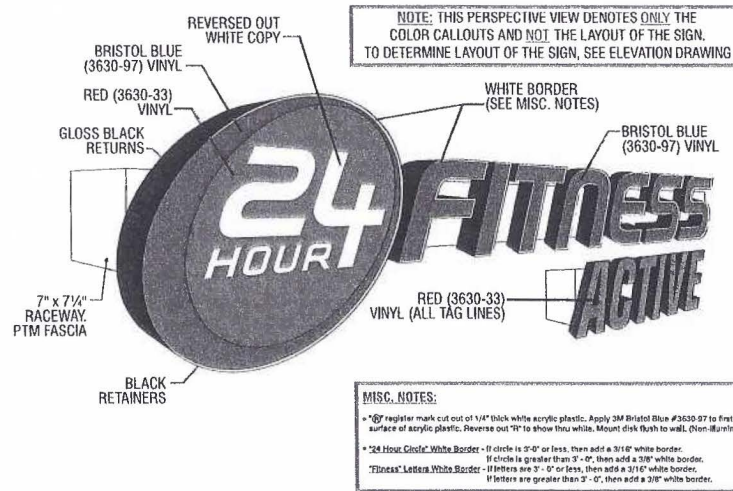 NOTE: THIS PERSPECTIVE VIEW DENOTES ONLY THE
COLOR CALLOUTS AND NOT THE LAYOUT OF THE SIGN.
TO DETERMINE LAYOUT OF THE SIGN, SEE ELEVATION DRAWING
REVERSED OUT
WHITE COPY
BRISTOL BLUE
(3630-97) VINYL
RED (3630-33)
VINYL
GLOSS BLACK
RETURNS
7" x 7¼"
RACEWAY.
PTM FASCIA
BLACK
RETAINERS
WHITE BORDER
(SEE MISC. NOTES)
BRISTOL BLUE
(3630-97) VINYL
24
HOUR
FITNESS
ACTIVE
RED (3630-33)
VINYL (ALL TAG LINES)
MISC. NOTES:
• "®" register mark cut out of 1/4" thick white acrylic plastic. Apply 3M Bristol Blue #3630-97 to first
surface of acrylic plastic. Reverse out "R" to show thru white. Mount disk flush to wall.
• "24 Hour Circle" White Border - If circle is 3'-0" or less, then add a 3/16" white border.
If circle is greater than 3' - 0", then add a 3/8" white border.
"Fitness" Letters White Border - If letters are 3' - 0" or less, then add a 3/16" white border.
If letters are greater than 3' - 0", then add a 3/8" white border.